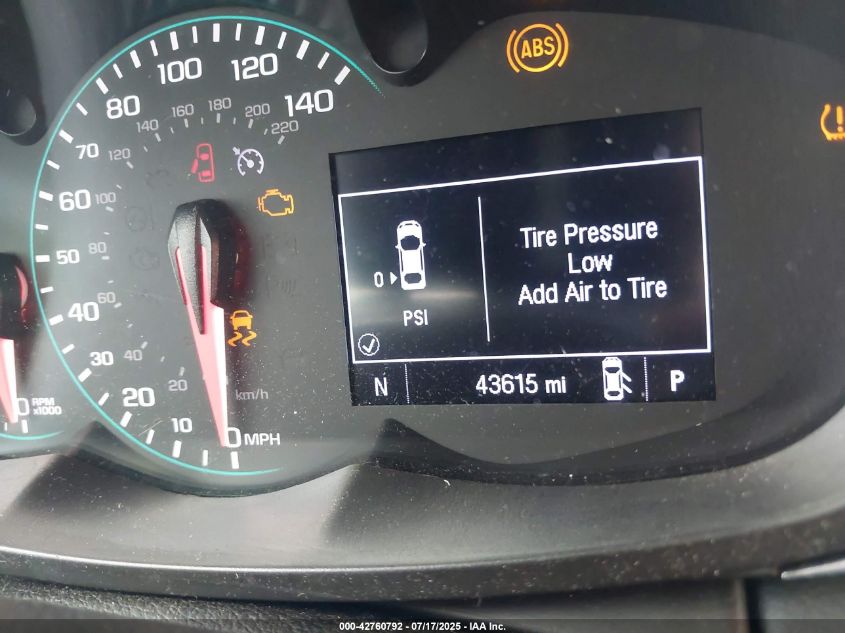 ABS
!
80 100 120 140
140 160 180 200 220
70 120
60 100
50 80
40 60
30 40
20 20 km/h
10
0 MPH
0 RPM
x1000
Tire Pressure
Low
Add Air to Tire
0
PSI
N 43615 mi P
000-42760792 - 07/17/2025 - IAA Inc.